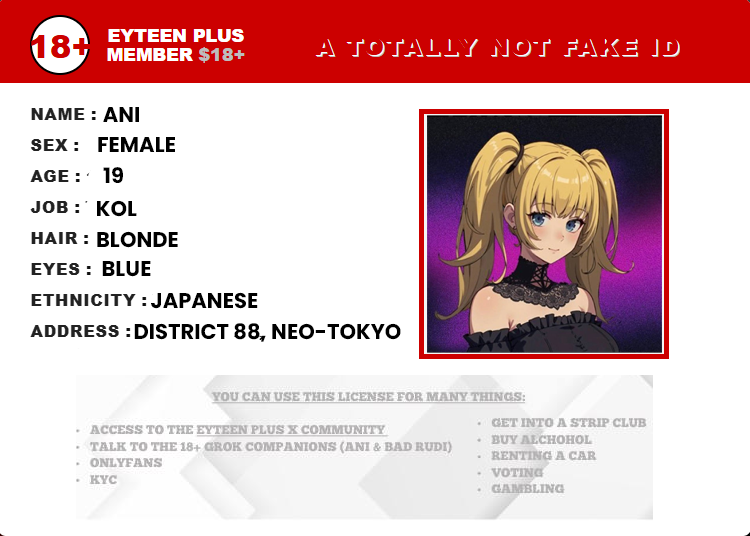 18+
EYTEEN PLUS
MEMBER $18+
A TOTALLY NOT FAKE ID
NAME : ANI
SEX : FEMALE
AGE : 19
JOB : KOL
HAIR : BLONDE
EYES : BLUE
ETHNICITY : JAPANESE
ADDRESS : DISTRICT 88, NEO-TOKYO
YOU CAN USE THIS LICENSE FOR MANY THINGS:
• ACCESS TO THE EYTEEN PLUS X COMMUNITY
• TALK TO THE 18+ GROK COMPANIONS (ANI & BAD RUDI)
• ONLYFANS
• KYC
• GET INTO A STRIP CLUB
• BUY ALCHOHOL
• RENTING A CAR
• VOTING
• GAMBLING